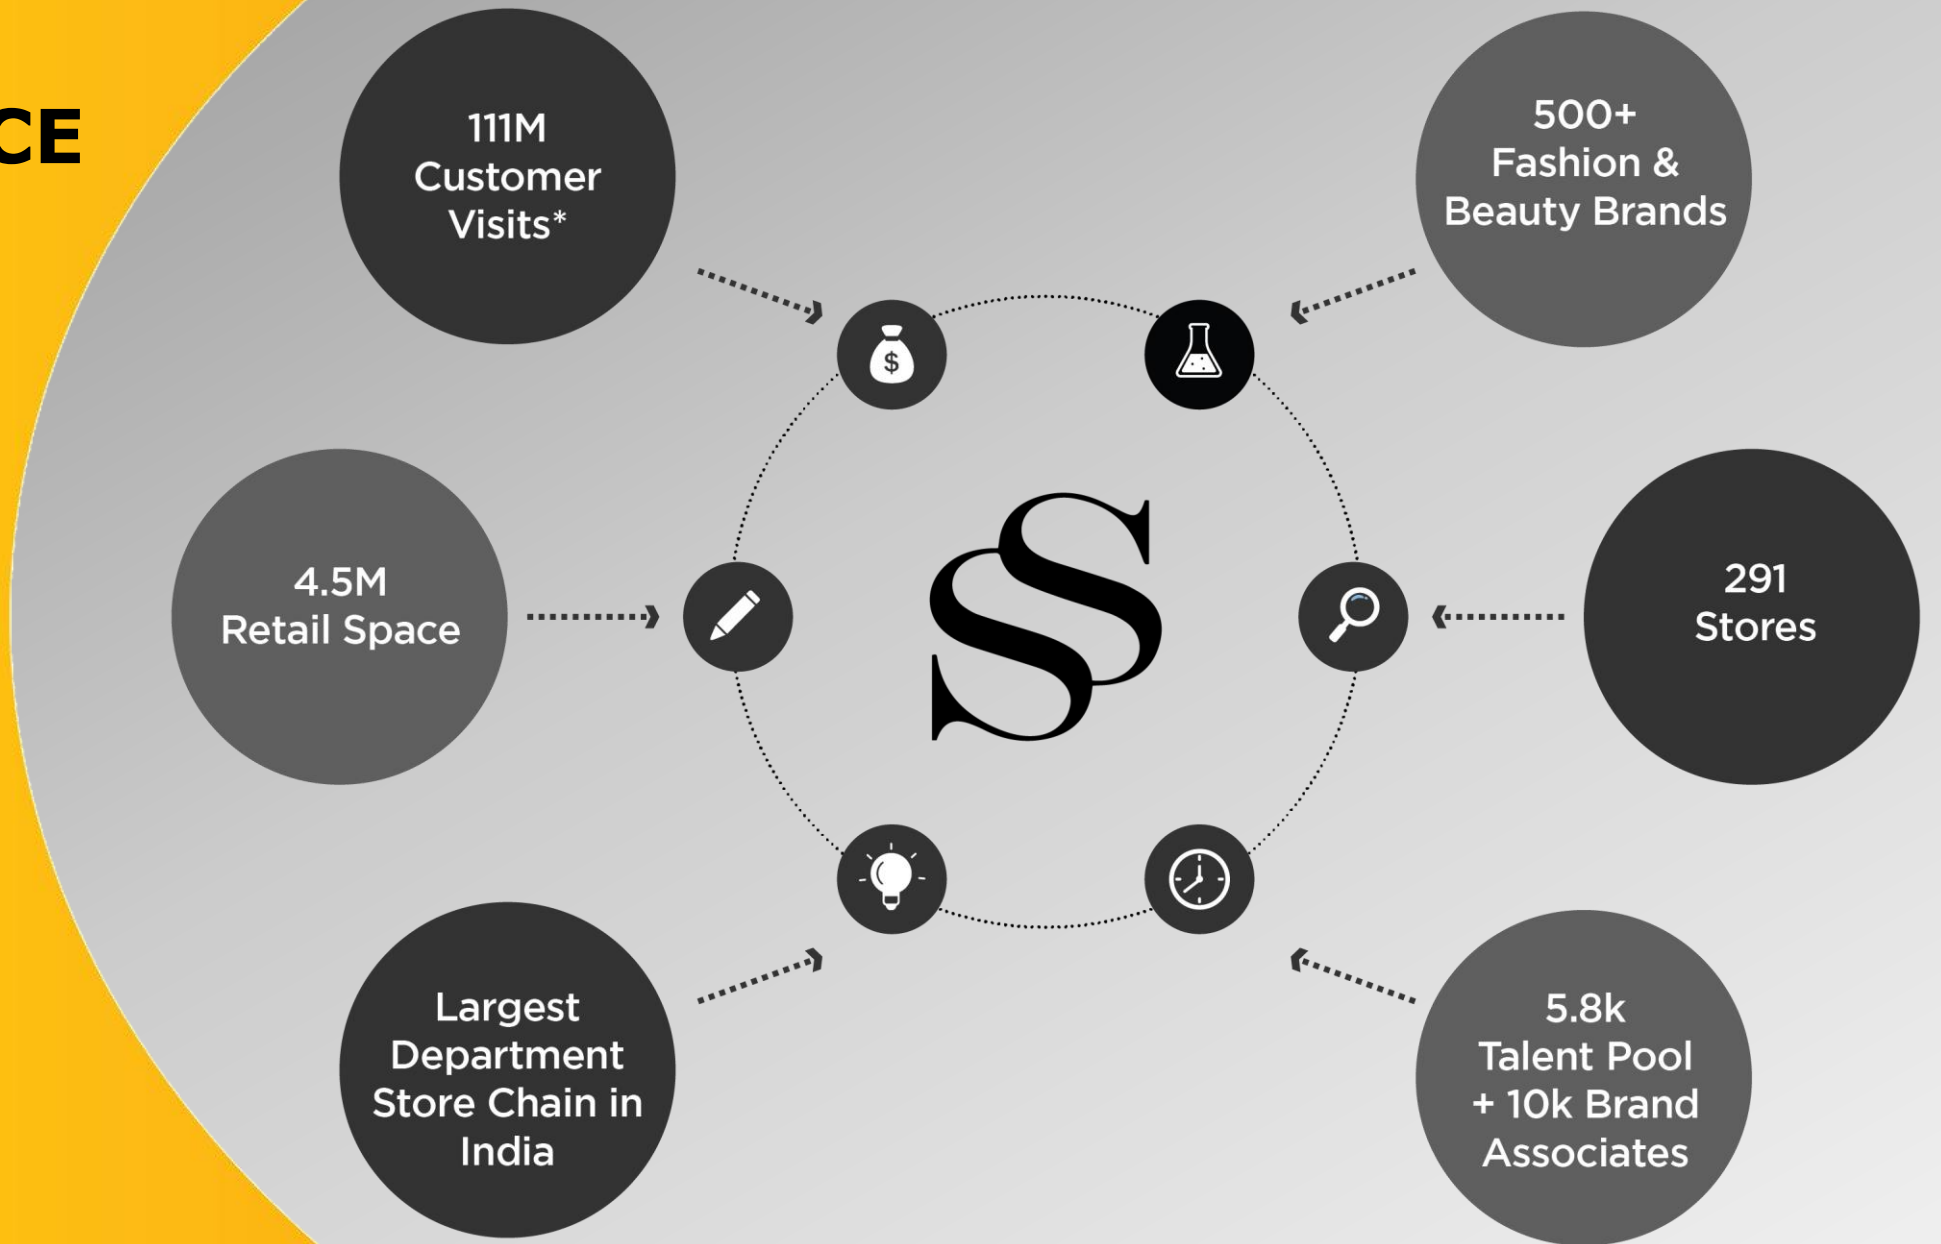 CE
111M
Customer
Visits*
500+
Fashion &
Beauty Brands
$
4.5M
Retail Space
SS
291
Stores
Largest
Department
Store Chain in
India
5.8k
Talent Pool
+ 10k Brand
Associates